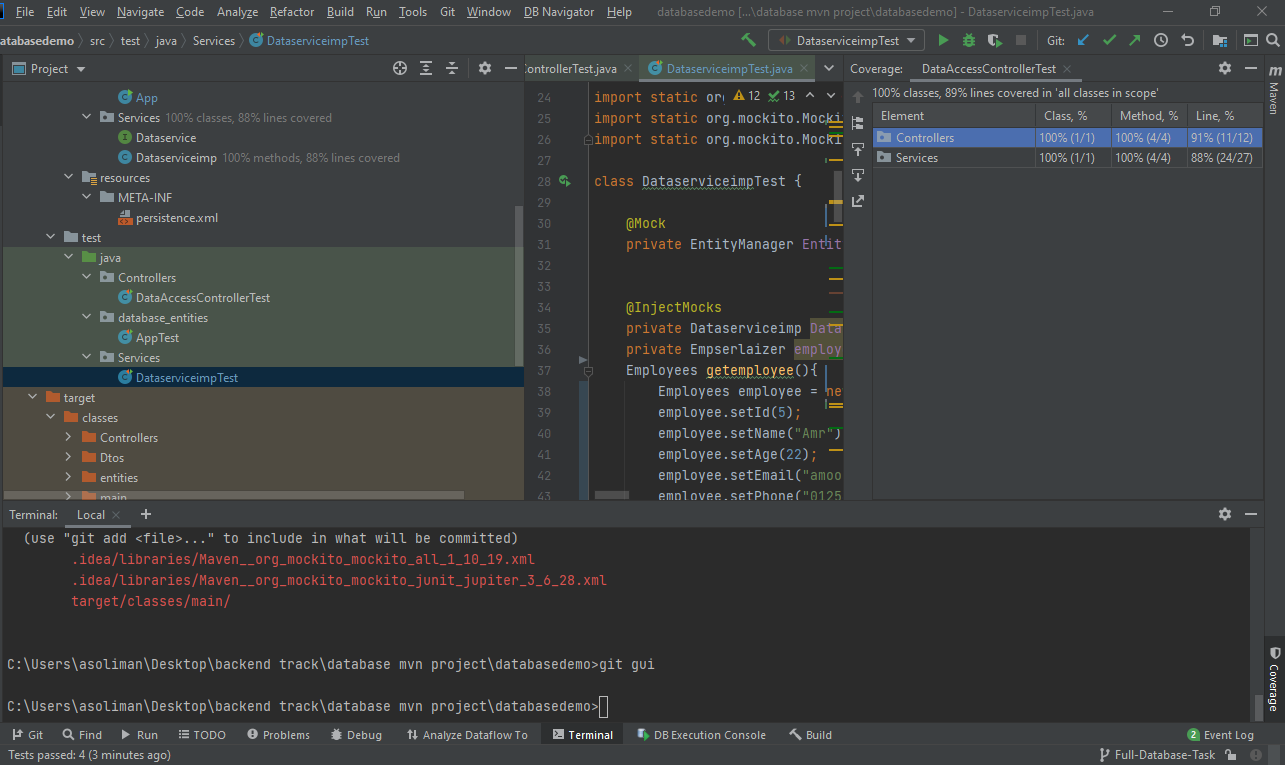 File Edit View Navigate Code Analyze Refactor Build Run Tools Git Window DB Navigator Help databasedemo [...\database mvn project\databasedemo] - DataserviceimpTest.java
atabasedemo src test java Services DataserviceimpTest DataserviceimpTest Git:
Project
App
Services 100% classes, 88% lines covered
Dataservice
Dataserviceimp 100% methods, 88% lines covered
resources
META-INF
persistence.xml
test
java
Controllers
DataAccessControllerTest
database_entities
AppTest
Services
DataserviceimpTest
target
classes
Controllers
Dtos
entities
main
ontrollerTest.java DataserviceimpTest.java
12 13
24 import static org
25 import static org.mockito.Mocki
26 import static org.mockito.Mocki
27
28 class DataserviceimpTest {
29
30 @Mock
31 private EntityManager Entit
32
33
34 @InjectMocks
35 private Dataserviceimp Data
36 private Empserlaizer employ
37 Employees getemployee(){
38 Employees employee = ne
39 employee.setId(5);
40 employee.setName("Amr")
41 employee.setAge(22);
42 employee.setEmail("amoo
43 employee.setPhone("0125
Coverage: DataAccessControllerTest
100% classes, 89% lines covered in 'all classes in scope'
Element Class, % Method, % Line, %
Controllers 100% (1/1) 100% (4/4) 91% (11/12)
Services 100% (1/1) 100% (4/4) 88% (24/27)
m Maven
Coverage
Terminal: Local
(use "git add <file>..." to include in what will be committed)
.idea/libraries/Maven__org_mockito_mockito_all_1_10_19.xml
.idea/libraries/Maven__org_mockito_mockito_junit_jupiter_3_6_28.xml
target/classes/main/
C:\Users\asoliman\Desktop\backend track\database mvn project\databasedemo>git gui
C:\Users\asoliman\Desktop\backend track\database mvn project\databasedemo>
Git Find Run TODO Problems Debug Analyze Dataflow To Terminal DB Execution Console Build 2 Event Log
Tests passed: 4 (3 minutes ago) Full-Database-Task